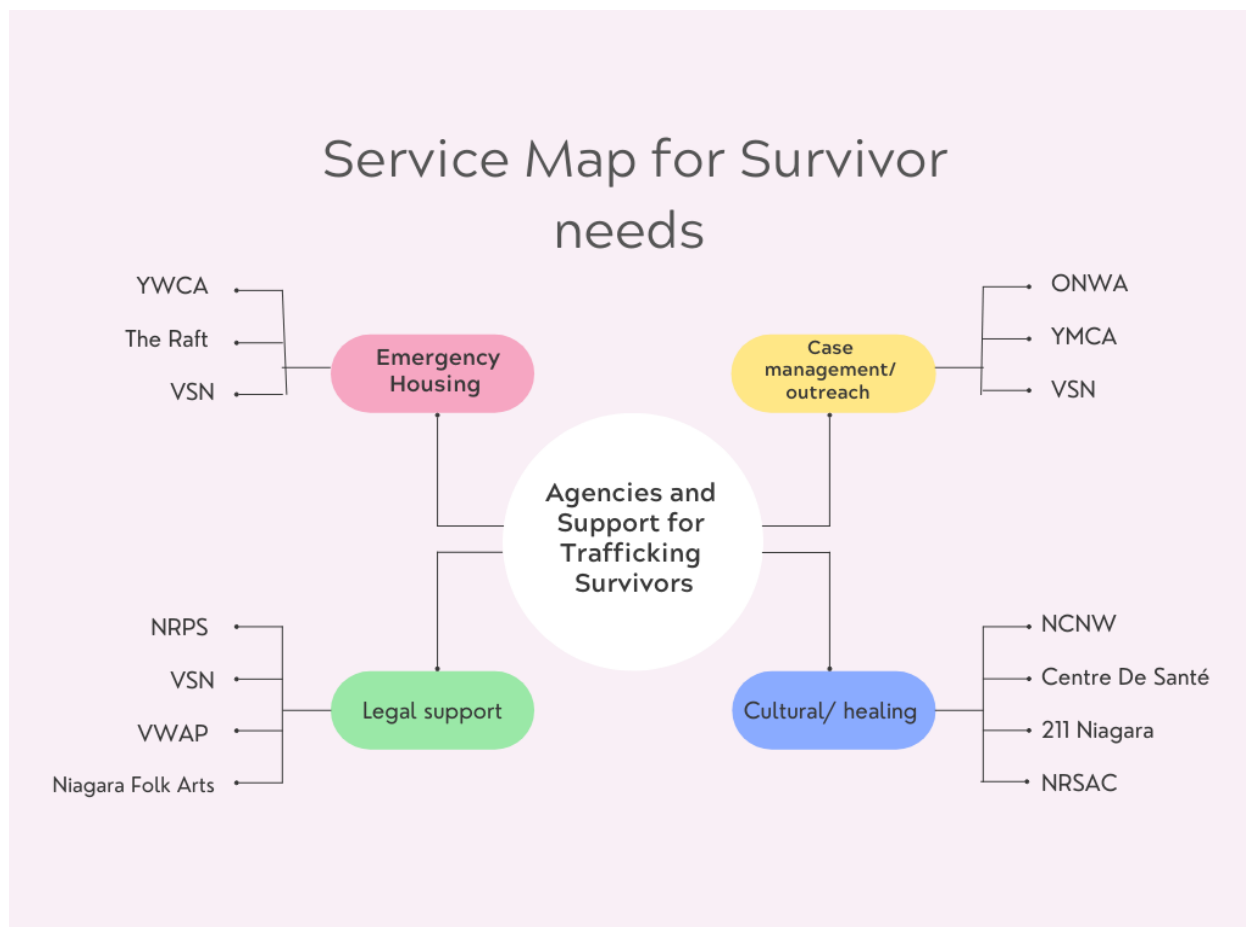 Service Map for Survivor
needs
YWCA
The Raft
VSN
Emergency
Housing
Case
management/
outreach
ONWA
YMCA
VSN
Agencies and
Support for
Trafficking
Survivors
NRPS
VSN
VWAP
Niagara Folk Arts
Legal support
Cultural/ healing
NCNW
Centre De Santé
211 Niagara
NRSAC